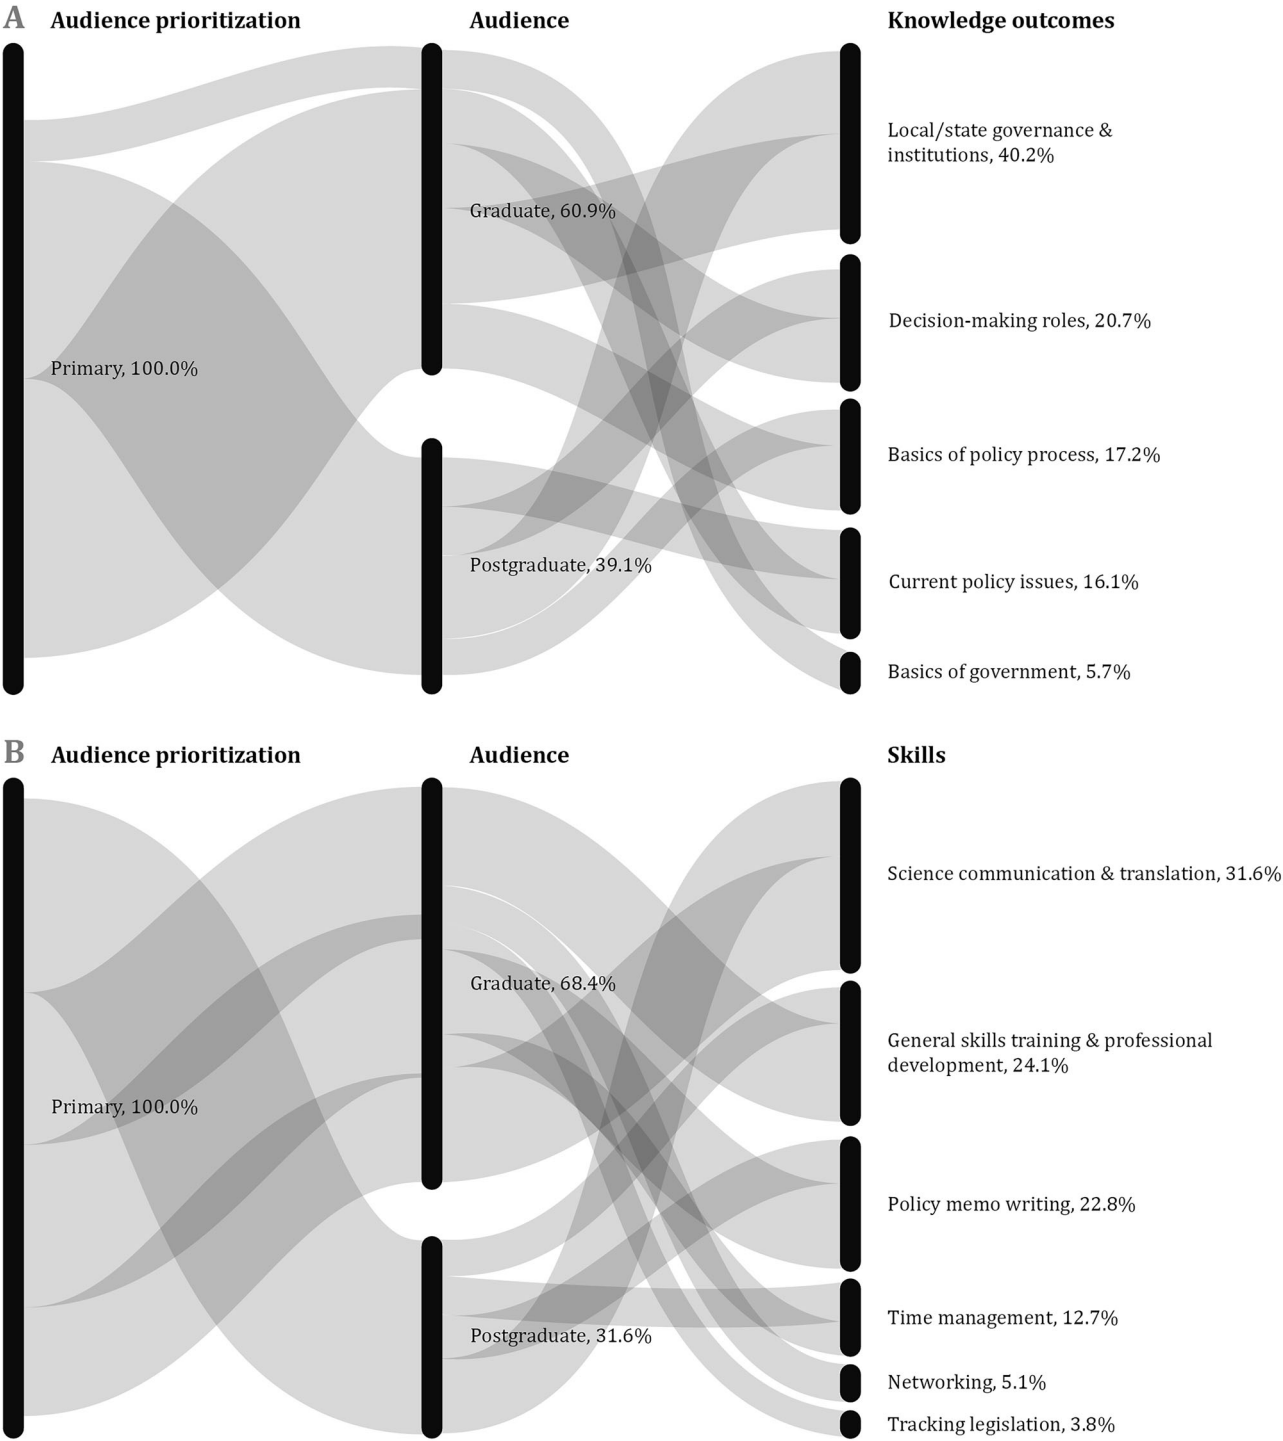 A
Audience prioritization
Audience
Knowledge outcomes
Local/state governance &
institutions, 40.2%
Graduate, 60.9%
Decision-making roles, 20.7%
Primary, 100.0%
Basics of policy process, 17.2%
Postgraduate, 39.1%
Current policy issues, 16.1%
Basics of government, 5.7%
B
Audience prioritization
Audience
Skills
Science communication & translation, 31.6%
Graduate, 68.4%
General skills training & professional
development, 24.1%
Primary, 100.0%
Policy memo writing, 22.8%
Time management, 12.7%
Postgraduate, 31.6%
Networking, 5.1%
Tracking legislation, 3.8%